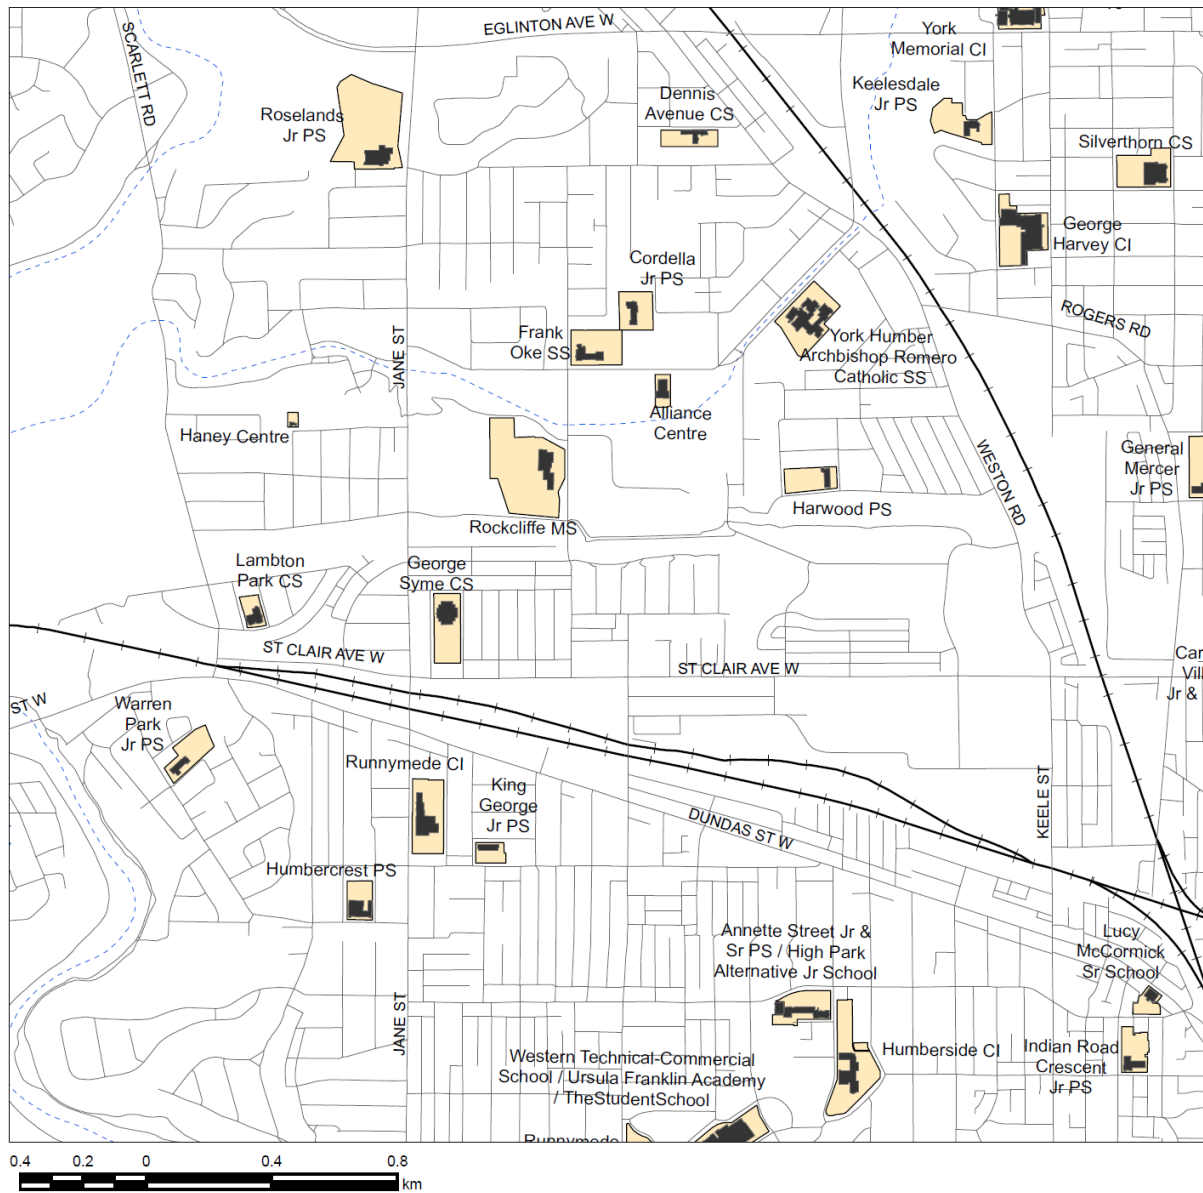 EGLINTON AVE W
York
Memorial CI
SCARLETT RD
Roselands
Jr PS
Dennis
Avenue CS
Keelesdale
Jr PS
Silverthorn CS
George
Harvey CI
Cordella
Jr PS
ROGERS RD
Frank
Oke SS
York Humber
Archbishop Romero
Catholic SS
JANE ST
Haney Centre
Alliance
Centre
WESTON RD
General
Mercer
Jr PS
Harwood PS
Rockcliffe MS
Lambton
Park CS
George
Syme CS
ST CLAIR AVE W
ST CLAIR AVE W
Car
Vill
Jr &
ST W
Warren
Park
Jr PS
Runnymede CI
King
George
Jr PS
KEELE ST
DUNDAS ST W
Humbercrest PS
Annette Street Jr &
Sr PS / High Park
Alternative Jr School
Lucy
McCormick
Sr School
JANE ST
Western Technical-Commercial
School / Ursula Franklin Academy
/ TheStudentSchool
Humberside CI
Indian Road
Crescent
Jr PS
Runnymede
0.4 0.2 0 0.4 0.8
km